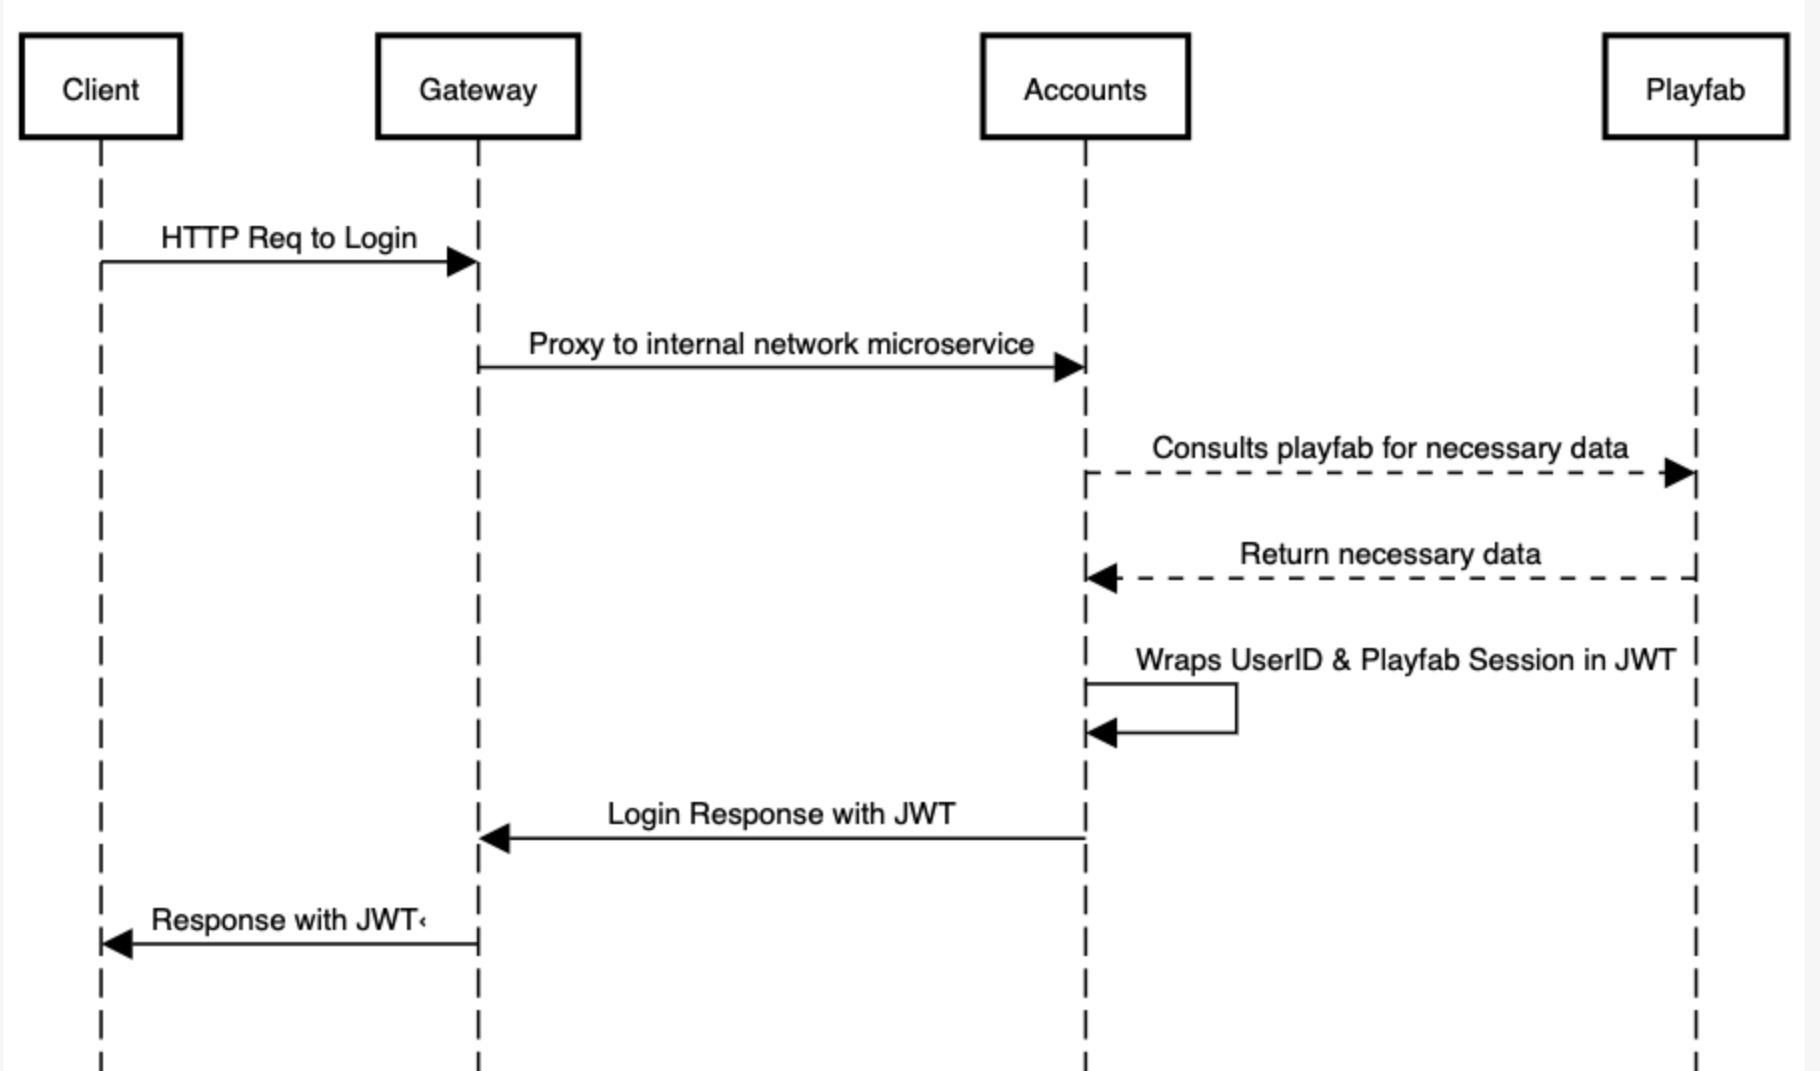 Client
Gateway
Accounts
Playfab
HTTP Req to Login
Proxy to internal network microservice
Consults playfab for necessary data
Return necessary data
Wraps UserID & Playfab Session in JWT
Login Response with JWT
Response with JWT‹